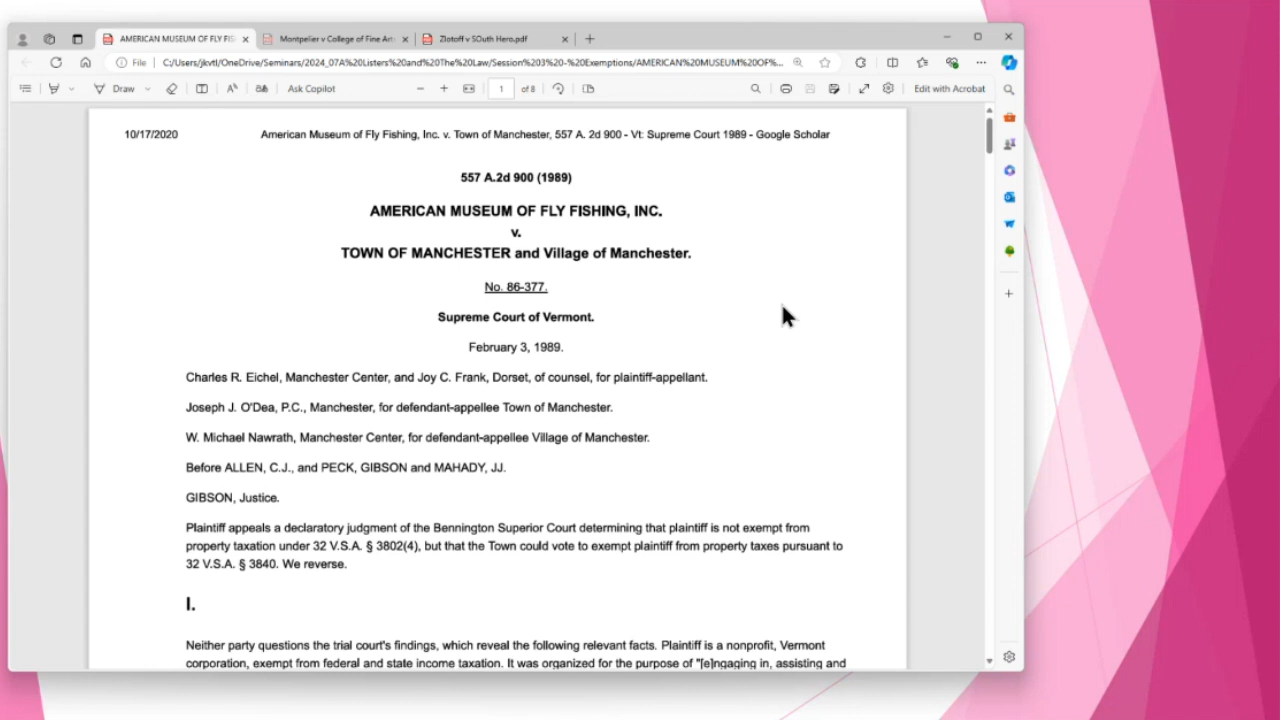 AMERICAN MUSEUM OF FLY FIS
Montpelier v College of Fine Art
Zlotoff v SOuth Hero.pdf
File
C:/Users/jkvtl/OneDrive/Seminars/2024_07A%20Listers%20and%20The%20Law/Session%203%20-%20Exemptions/AMERICAN%20MUSEUM%20OF%...
Draw
Ask Copilot
1 of 8
Edit with Acrobat
10/17/2020
American Museum of Fly Fishing, Inc. v. Town of Manchester, 557 A. 2d 900 - Vt: Supreme Court 1989 - Google Scholar
557 A.2d 900 (1989)
AMERICAN MUSEUM OF FLY FISHING, INC.
v.
TOWN OF MANCHESTER and Village of Manchester.
No. 86-377.
Supreme Court of Vermont.
February 3, 1989.
Charles R. Eichel, Manchester Center, and Joy C. Frank, Dorset, of counsel, for plaintiff-appellant.
Joseph J. O'Dea, P.C., Manchester, for defendant-appellee Town of Manchester.
W. Michael Nawrath, Manchester Center, for defendant-appellee Village of Manchester.
Before ALLEN, C.J., and PECK, GIBSON and MAHADY, JJ.
GIBSON, Justice.
Plaintiff appeals a declaratory judgment of the Bennington Superior Court determining that plaintiff is not exempt from
property taxation under 32 V.S.A. § 3802(4), but that the Town could vote to exempt plaintiff from property taxes pursuant to
32 V.S.A. § 3840. We reverse.
I.
Neither party questions the trial court's findings, which reveal the following relevant facts. Plaintiff is a nonprofit, Vermont
corporation, exempt from federal and state income taxation. It was organized for the purpose of "[e]ngaging in, assisting and